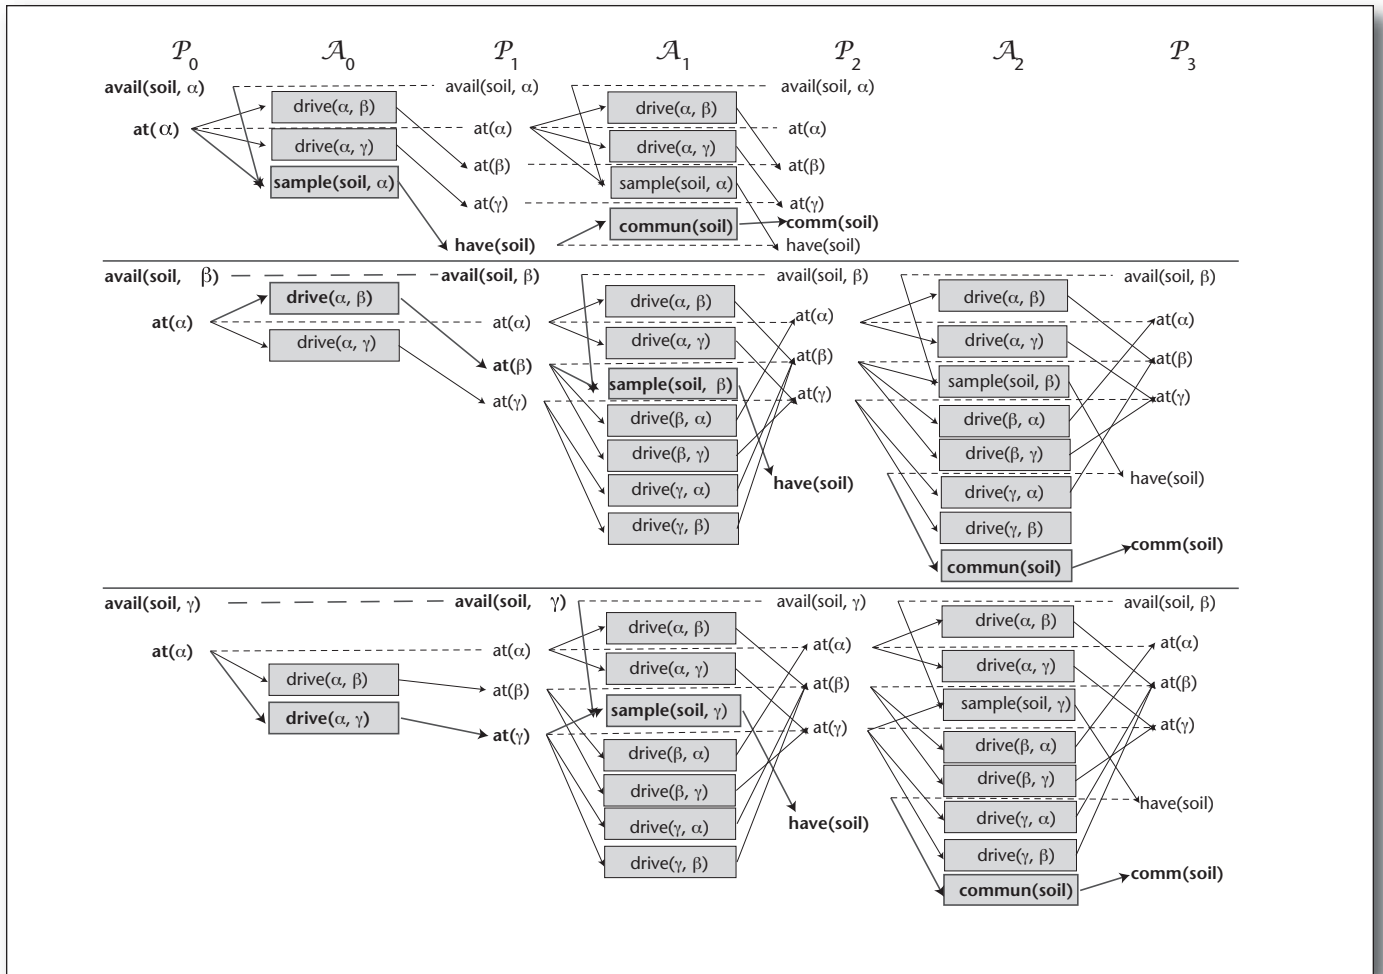 P0 A0 P1 A1 P2 A2 P3
avail(soil, α) avail(soil, α) avail(soil, α)
drive(α, β) drive(α, β)
at(α) at(α) at(α)
drive(α, γ) drive(α, γ)
at(β) at(β)
sample(soil, α) sample(soil, α)
at(γ) at(γ)
commun(soil) comm(soil)
have(soil) have(soil)
avail(soil, β) avail(soil, β) avail(soil, β) avail(soil, β)
drive(α, β) drive(α, β) drive(α, β)
at(α) at(α) at(α) at(α)
drive(α, γ) drive(α, γ) drive(α, γ)
at(β) at(β) at(β)
sample(soil, β) sample(soil, β)
at(γ) at(γ) at(γ)
drive(β, α) drive(β, α)
drive(β, γ) drive(β, γ)
have(soil) have(soil)
drive(γ, α) drive(γ, α)
drive(γ, β) drive(γ, β)
comm(soil)
commun(soil)
avail(soil, γ) avail(soil, γ) avail(soil, γ) avail(soil, β)
drive(α, β) drive(α, β)
at(α) at(α) at(α) at(α)
drive(α, γ) drive(α, γ)
drive(α, β) at(β) at(β) at(β)
sample(soil, γ) sample(soil, γ)
drive(α, γ) at(γ) at(γ) at(γ)
drive(β, α) drive(β, α)
drive(β, γ) drive(β, γ)
have(soil) have(soil)
drive(γ, α) drive(γ, α)
drive(γ, β) drive(γ, β)
comm(soil)
commun(soil)